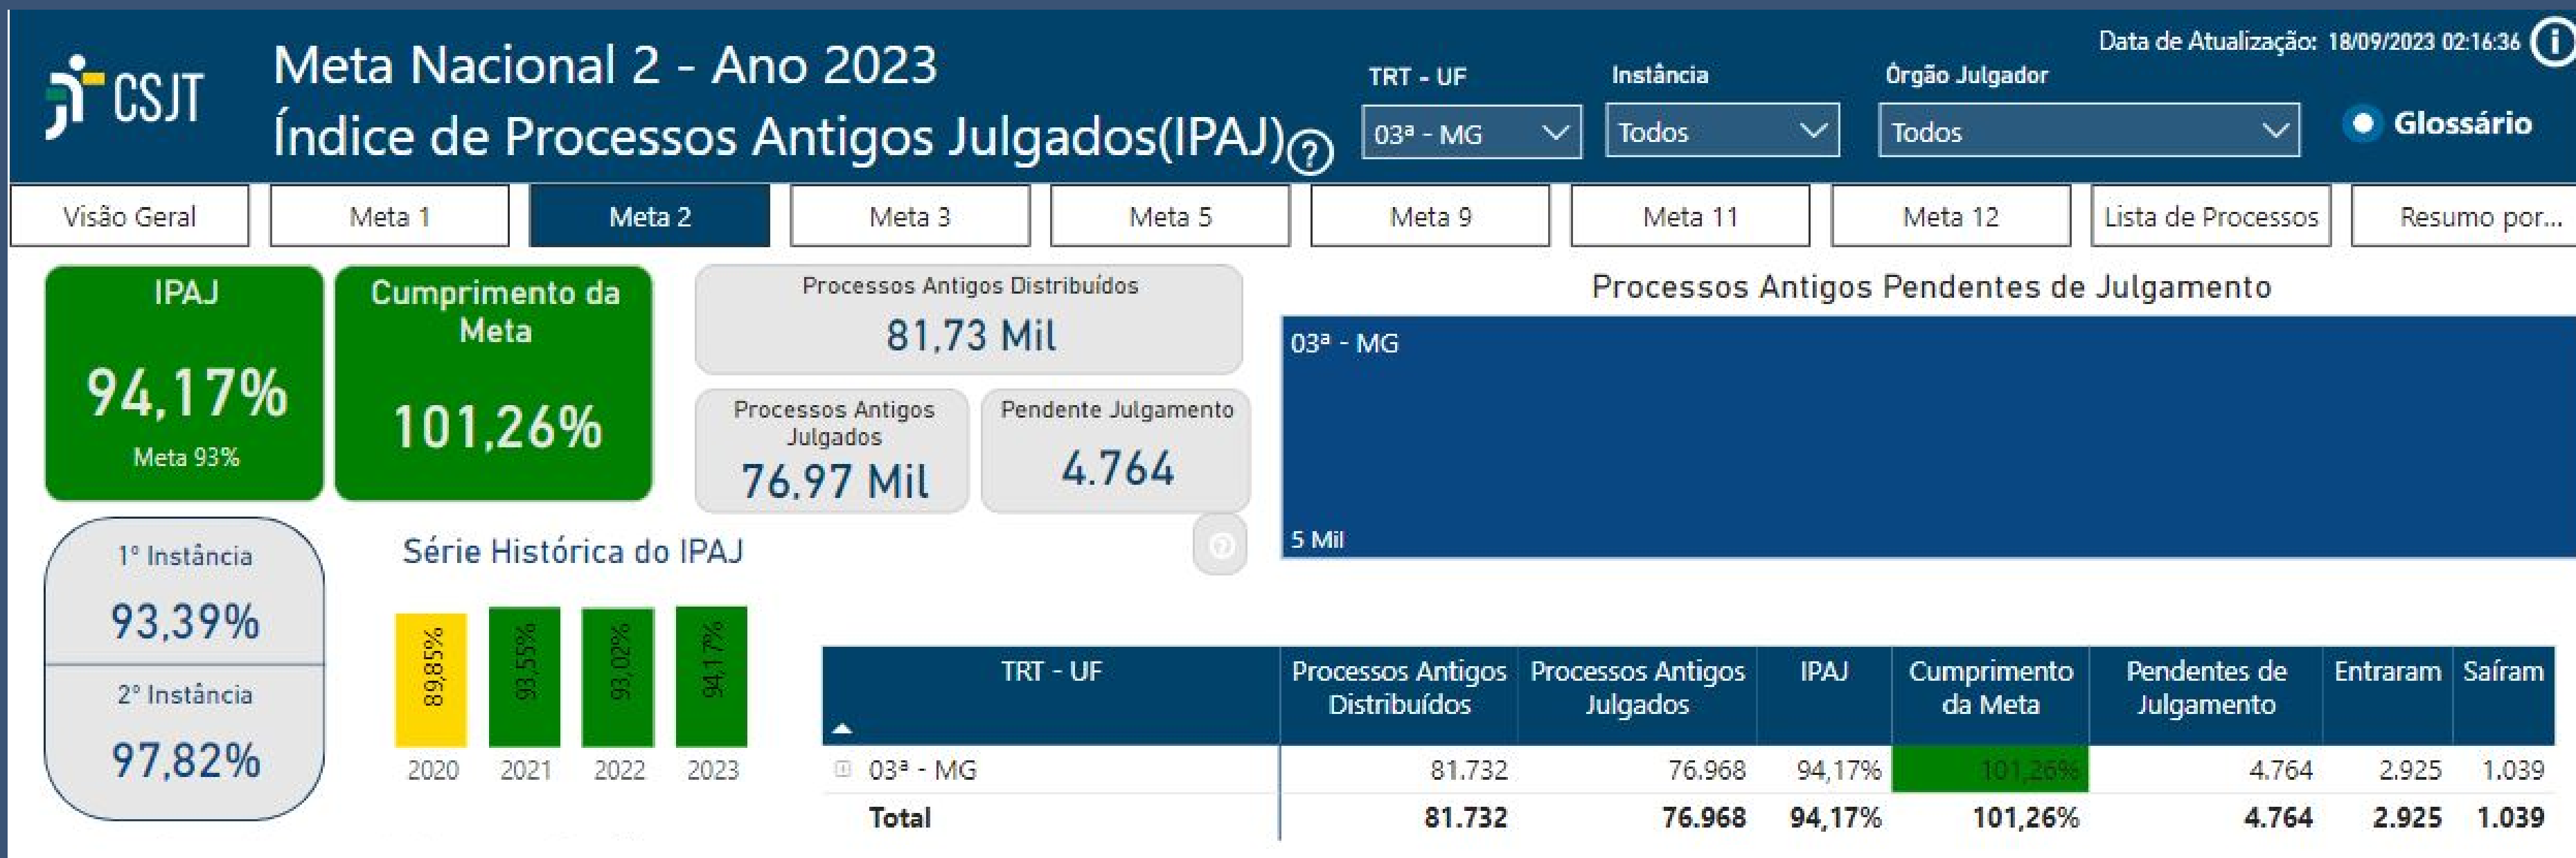 CSJT
Meta Nacional 2 - Ano 2023
Índice de Processos Antigos Julgados(IPAJ)
?
TRT - UF
03ª - MG
Instância
Todos
Órgão Julgador
Todos
Data de Atualização: 18/09/2023 02:16:36
i
Glossário
Visão Geral
Meta 1
Meta 2
Meta 3
Meta 5
Meta 9
Meta 11
Meta 12
Lista de Processos
Resumo por...
IPAJ
94,17%
Meta 93%
Cumprimento da
Meta
101,26%
Processos Antigos Distribuídos
81,73 Mil
Processos Antigos
Julgados
76,97 Mil
Pendente Julgamento
4.764
?
Processos Antigos Pendentes de Julgamento
03ª - MG
5 Mil
1º Instância
93,39%
2º Instância
97,82%
Série Histórica do IPAJ
89,85%
93,55%
93,02%
94,17%
2020 2021 2022 2023
TRT - UF
Processos Antigos
Distribuídos
Processos Antigos
Julgados
IPAJ
Cumprimento
da Meta
Pendentes de
Julgamento
Entraram
Saíram
03ª - MG 81.732 76.968 94,17% 101,26% 4.764 2.925 1.039
Total 81.732 76.968 94,17% 101,26% 4.764 2.925 1.039